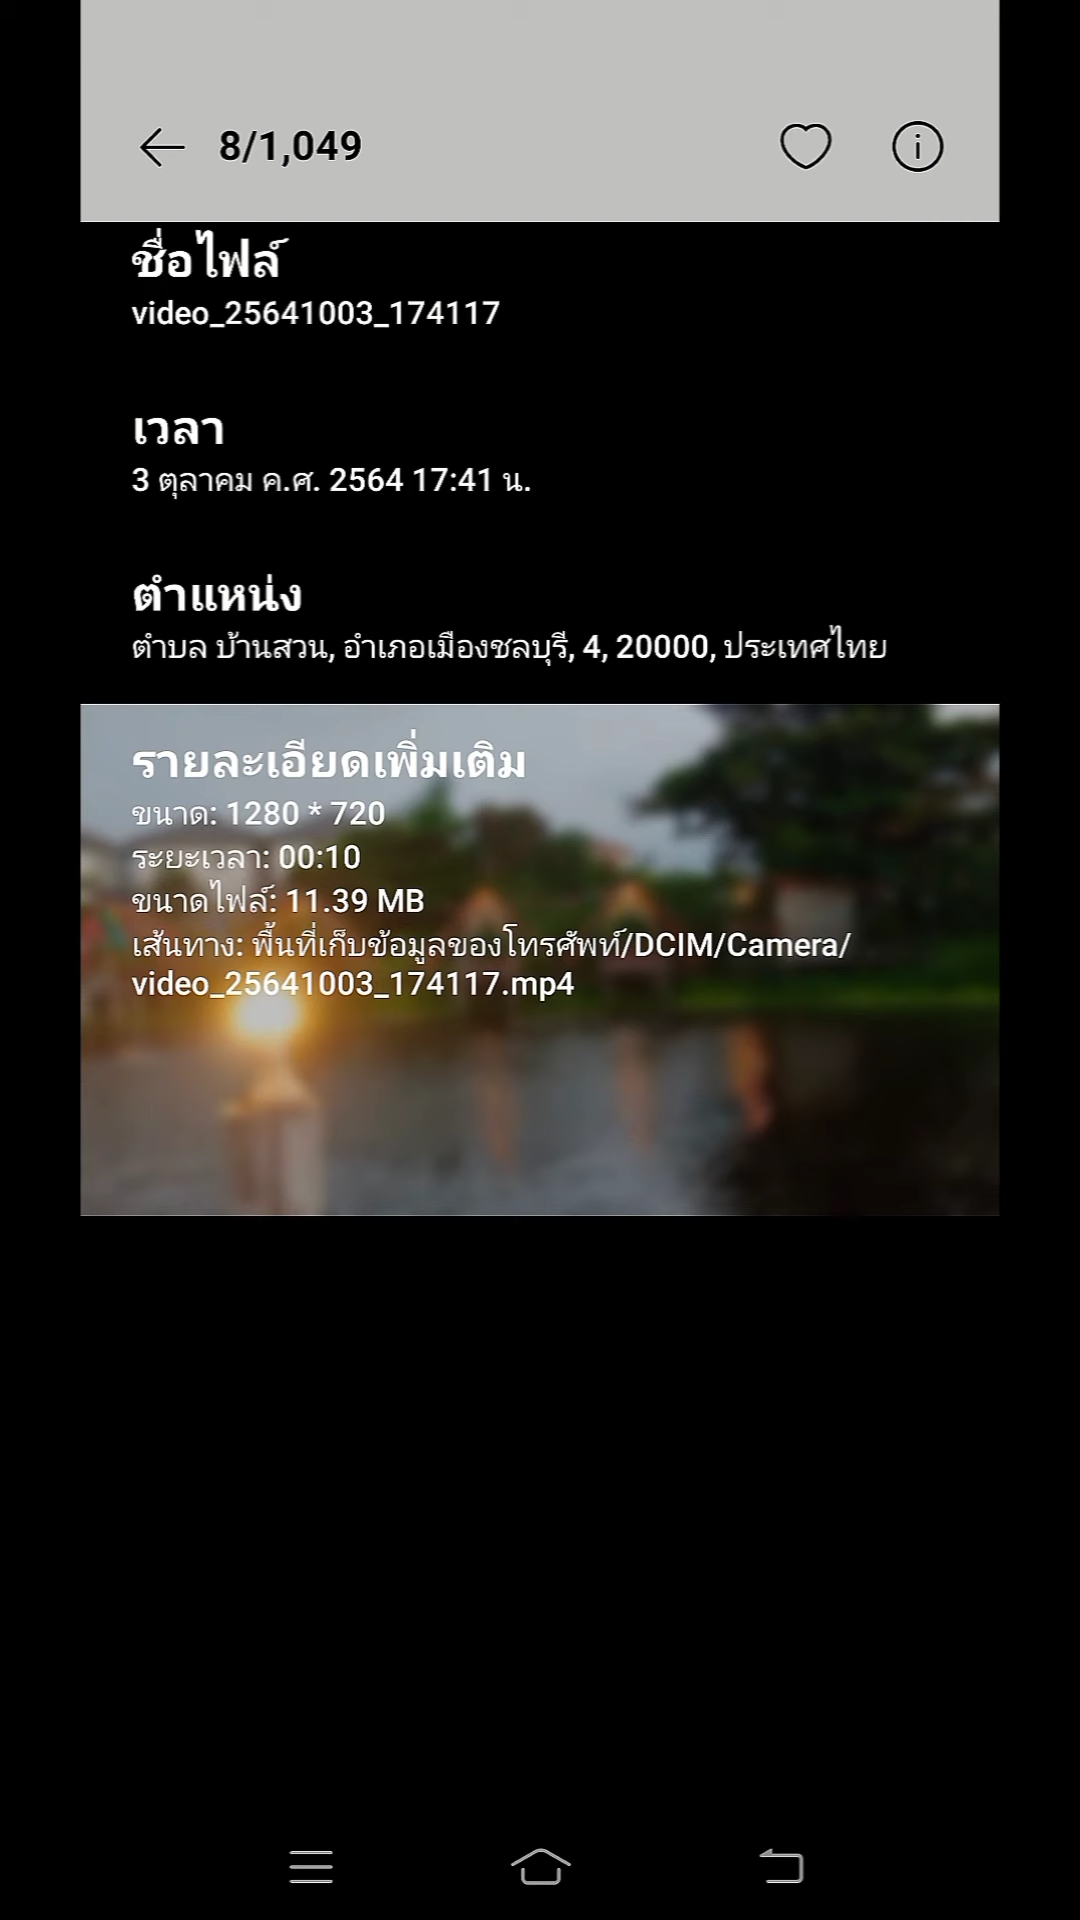 8/1,049
ชื่อไฟล์
video_25641003_174117
เวลา
3 ตุลาคม ค.ศ. 2564 17:41 น.
ตำแหน่ง
ตำบล บ้านสวน, อำเภอเมืองชลบุรี, 4, 20000, ประเทศไทย
รายละเอียดเพิ่มเติม
ขนาด: 1280 * 720
ระยะเวลา: 00:10
ขนาดไฟล์: 11.39 MB
เส้นทาง: พื้นที่เก็บข้อมูลของโทรศัพท์/DCIM/Camera/
video_25641003_174117.mp4